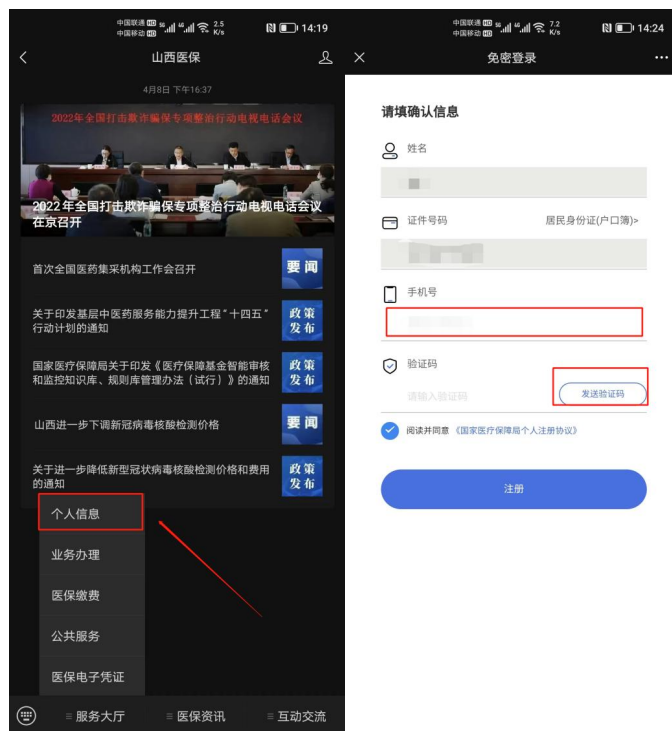 中国联通 HD 5G 4G 2.5 K/s 14:19
中国移动 HD
山西医保
4月8日 下午16:37
2022年全国打击欺诈骗保专项整治行动电视电话会议
2022年全国打击欺诈骗保专项整治行动电视电话会议
在京召开
首次全国医药集采机构工作会召开
要闻
关于印发基层中医药服务能力提升工程“十四五”
行动计划的通知
政策
发布
国家医疗保障局关于印发《医疗保障基金智能审核
和监控知识库、规则库管理办法（试行）》的通知
政策
发布
山西进一步下调新冠病毒核酸检测价格
要闻
关于进一步降低新型冠状病毒核酸检测价格和费用
的通知
政策
发布
个人信息
业务办理
医保缴费
公共服务
医保电子凭证
服务大厅
医保资讯
互动交流
中国联通 HD 5G 4G 7.2 K/s 14:24
中国移动 HD
免密登录
请填确认信息
姓名
证件号码
居民身份证(户口簿)>
手机号
验证码
请输入验证码
发送验证码
阅读并同意《国家医疗保障局个人注册协议》
注册